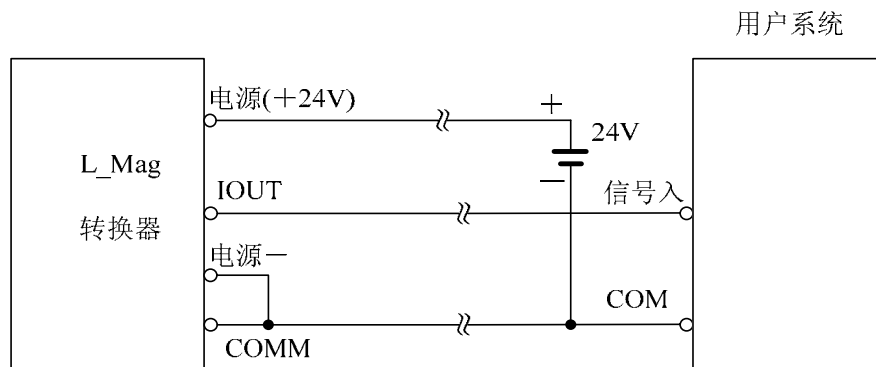 用户系统
电源(＋24V)
＋
24V
L_Mag
转换器
IOUT
－
信号入
电源－
COM
COMM